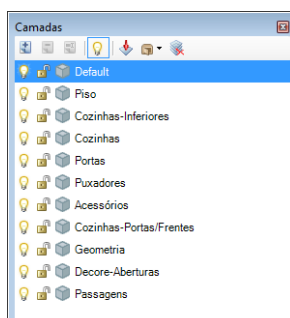 Camadas
Default
Piso
Cozinhas-Inferiores
Cozinhas
Portas
Puxadores
Acessórios
Cozinhas-Portas/Frentes
Geometria
Decore-Aberturas
Passagens